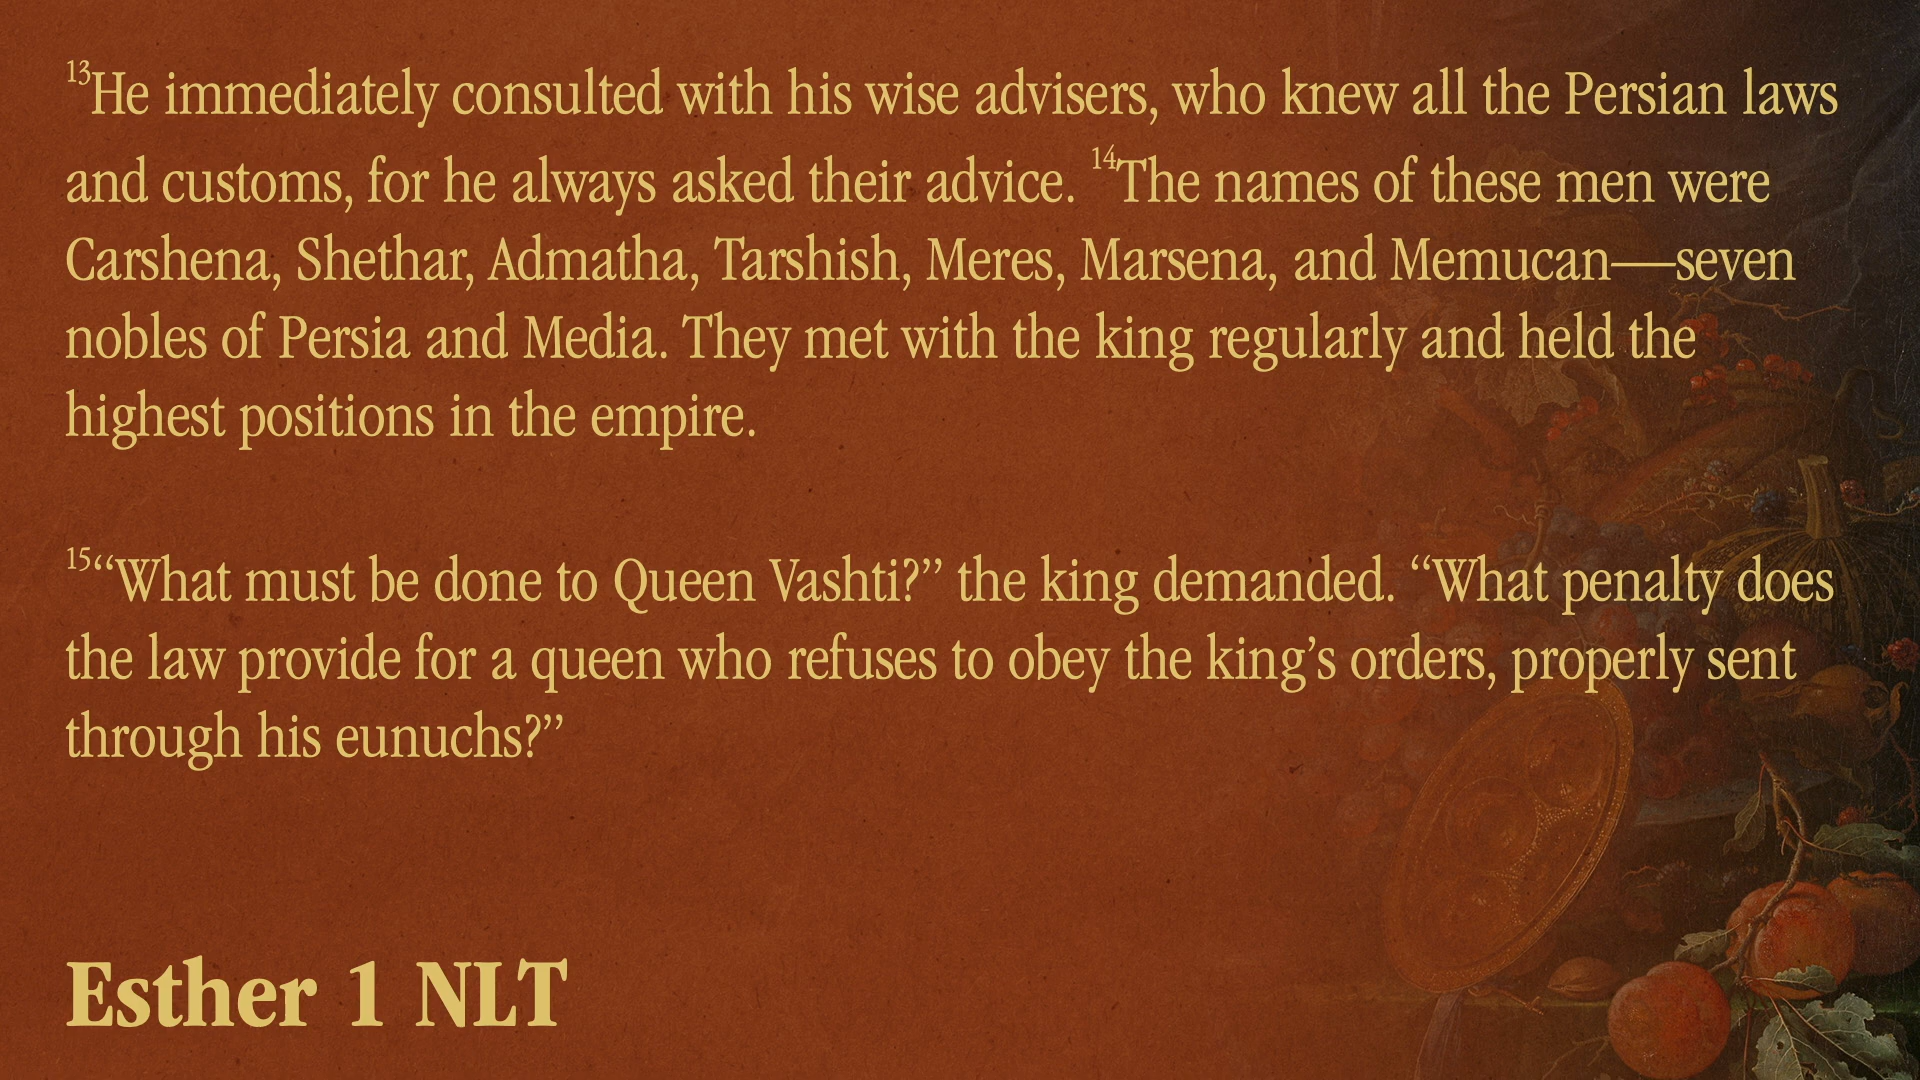 13He immediately consulted with his wise advisers, who knew all the Persian laws
and customs, for he always asked their advice. 14The names of these men were
Carshena, Shethar, Admatha, Tarshish, Meres, Marsena, and Memucan—seven
nobles of Persia and Media. They met with the king regularly and held the
highest positions in the empire.
15“What must be done to Queen Vashti?” the king demanded. “What penalty does
the law provide for a queen who refuses to obey the king’s orders, properly sent
through his eunuchs?”
Esther 1 NLT